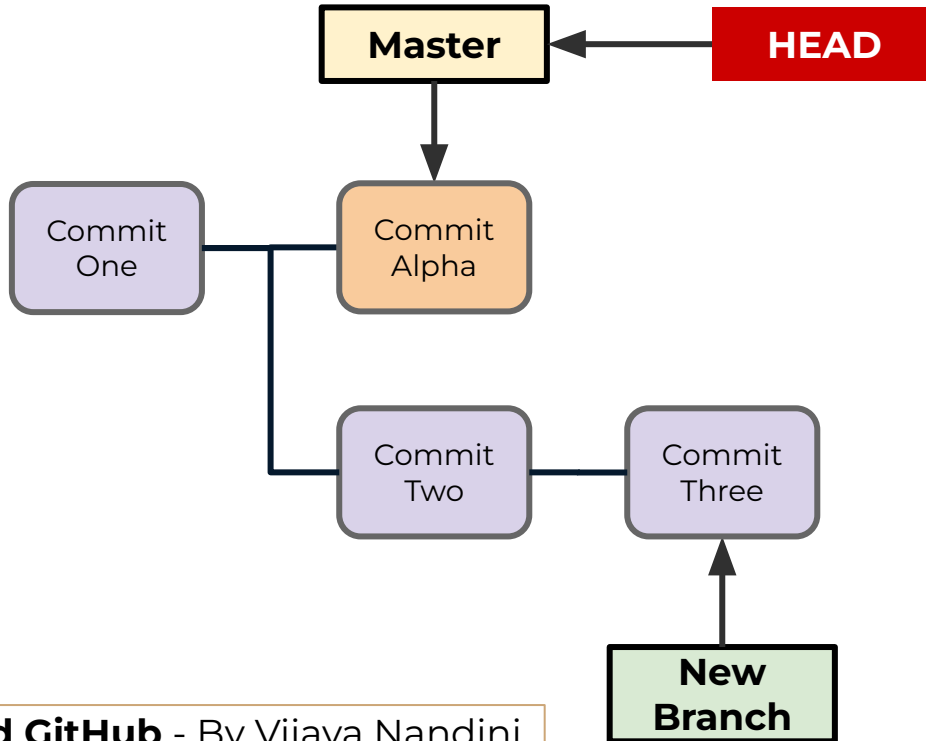 Master
HEAD
Commit
One
Commit
Alpha
Commit
Two
Commit
Three
New
Branch
GitHub - By Vijaya Nandini